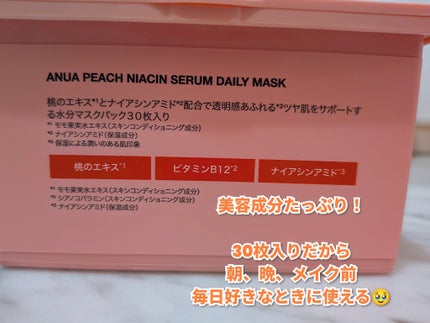 ANUA PEACH NIACIN SERUM DAILY MASK
桃のエキス*1とナイアシンアミド*2配合で透明感あふれる*3ツヤ肌をサポートす
る水分マスクパック30枚入り
*1 モモ果実水エキス(スキンコンディショニング成分)
*2 ナイアシンアミド(保湿成分)
*3 保湿による潤いのある肌印象
桃のエキス*1 ビタミンB12*2 ナイアシンアミド*3
*1 モモ果実水エキス(スキンコンディショニング成分)
*2 シアノコバラミン(スキンコンディショニング成分)
*3 ナイアシンアミド(保湿成分)
美容成分たっぷり！
30枚入りだから
朝、晩、メイク前
毎日好きなときに使える🥹